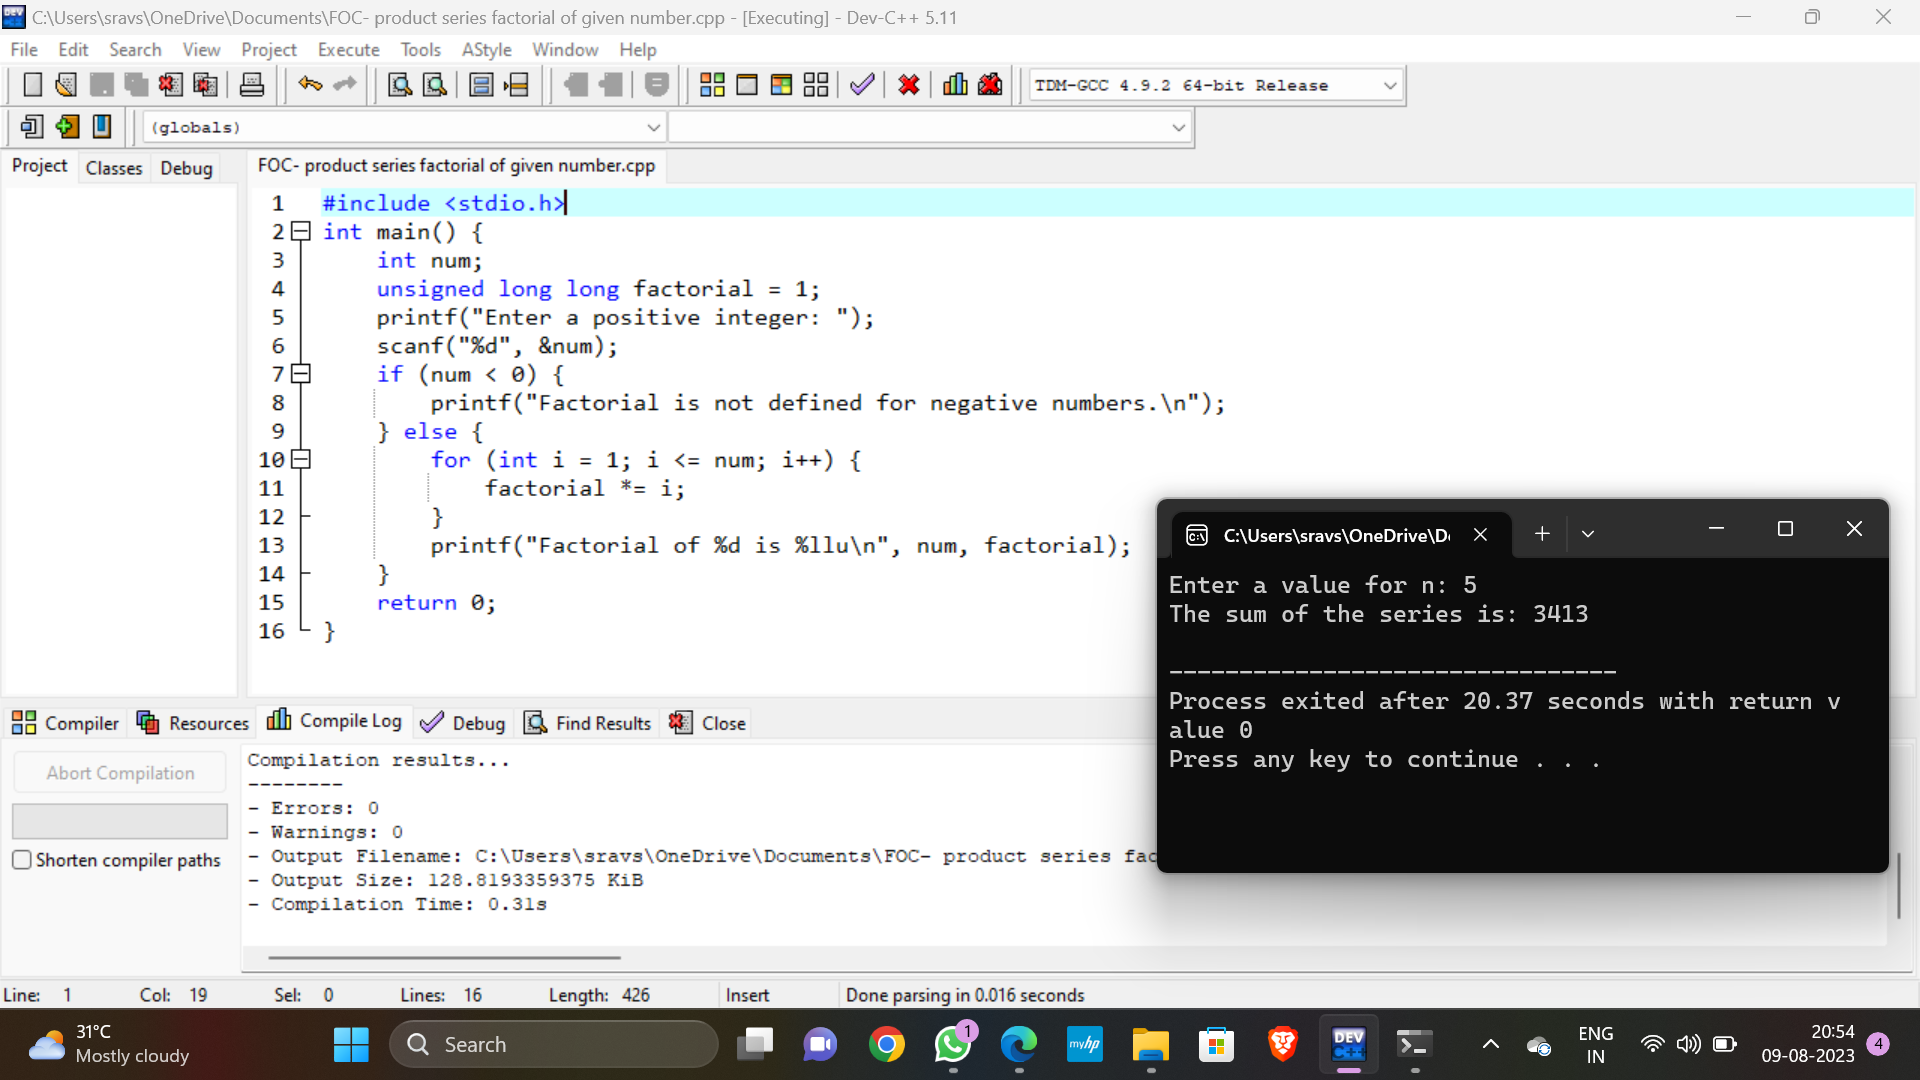 C:\Users\sravs\OneDrive\Documents\FOC- product series factorial of given number.cpp - [Executing] - Dev-C++ 5.11
File Edit Search View Project Execute Tools AStyle Window Help
TDM-GCC 4.9.2 64-bit Release
(globals)
Project Classes Debug
FOC- product series factorial of given number.cpp
1 #include <stdio.h>
2 int main() {
3 int num;
4 unsigned long long factorial = 1;
5 printf("Enter a positive integer: ");
6 scanf("%d", &num);
7 if (num < 0) {
8 printf("Factorial is not defined for negative numbers.\n");
9 } else {
10 for (int i = 1; i <= num; i++) {
11 factorial *= i;
12 }
13 printf("Factorial of %d is %llu\n", num, factorial);
14 }
15 return 0;
16 }
C:\Users\sravs\OneDrive\D
Enter a value for n: 5
The sum of the series is: 3413
--------------------------------
Process exited after 20.37 seconds with return v
alue 0
Press any key to continue . . .
Compiler Resources Compile Log Debug Find Results Close
Abort Compilation
Shorten compiler paths
Compilation results...
--------
- Errors: 0
- Warnings: 0
- Output Filename: C:\Users\sravs\OneDrive\Documents\FOC- product series fac
- Output Size: 128.8193359375 KiB
- Compilation Time: 0.31s
Line: 1 Col: 19 Sel: 0 Lines: 16 Length: 426 Insert Done parsing in 0.016 seconds
31°C
Mostly cloudy
Search
1
myhp
DEV
C++
ENG
IN
20:54
09-08-2023
4